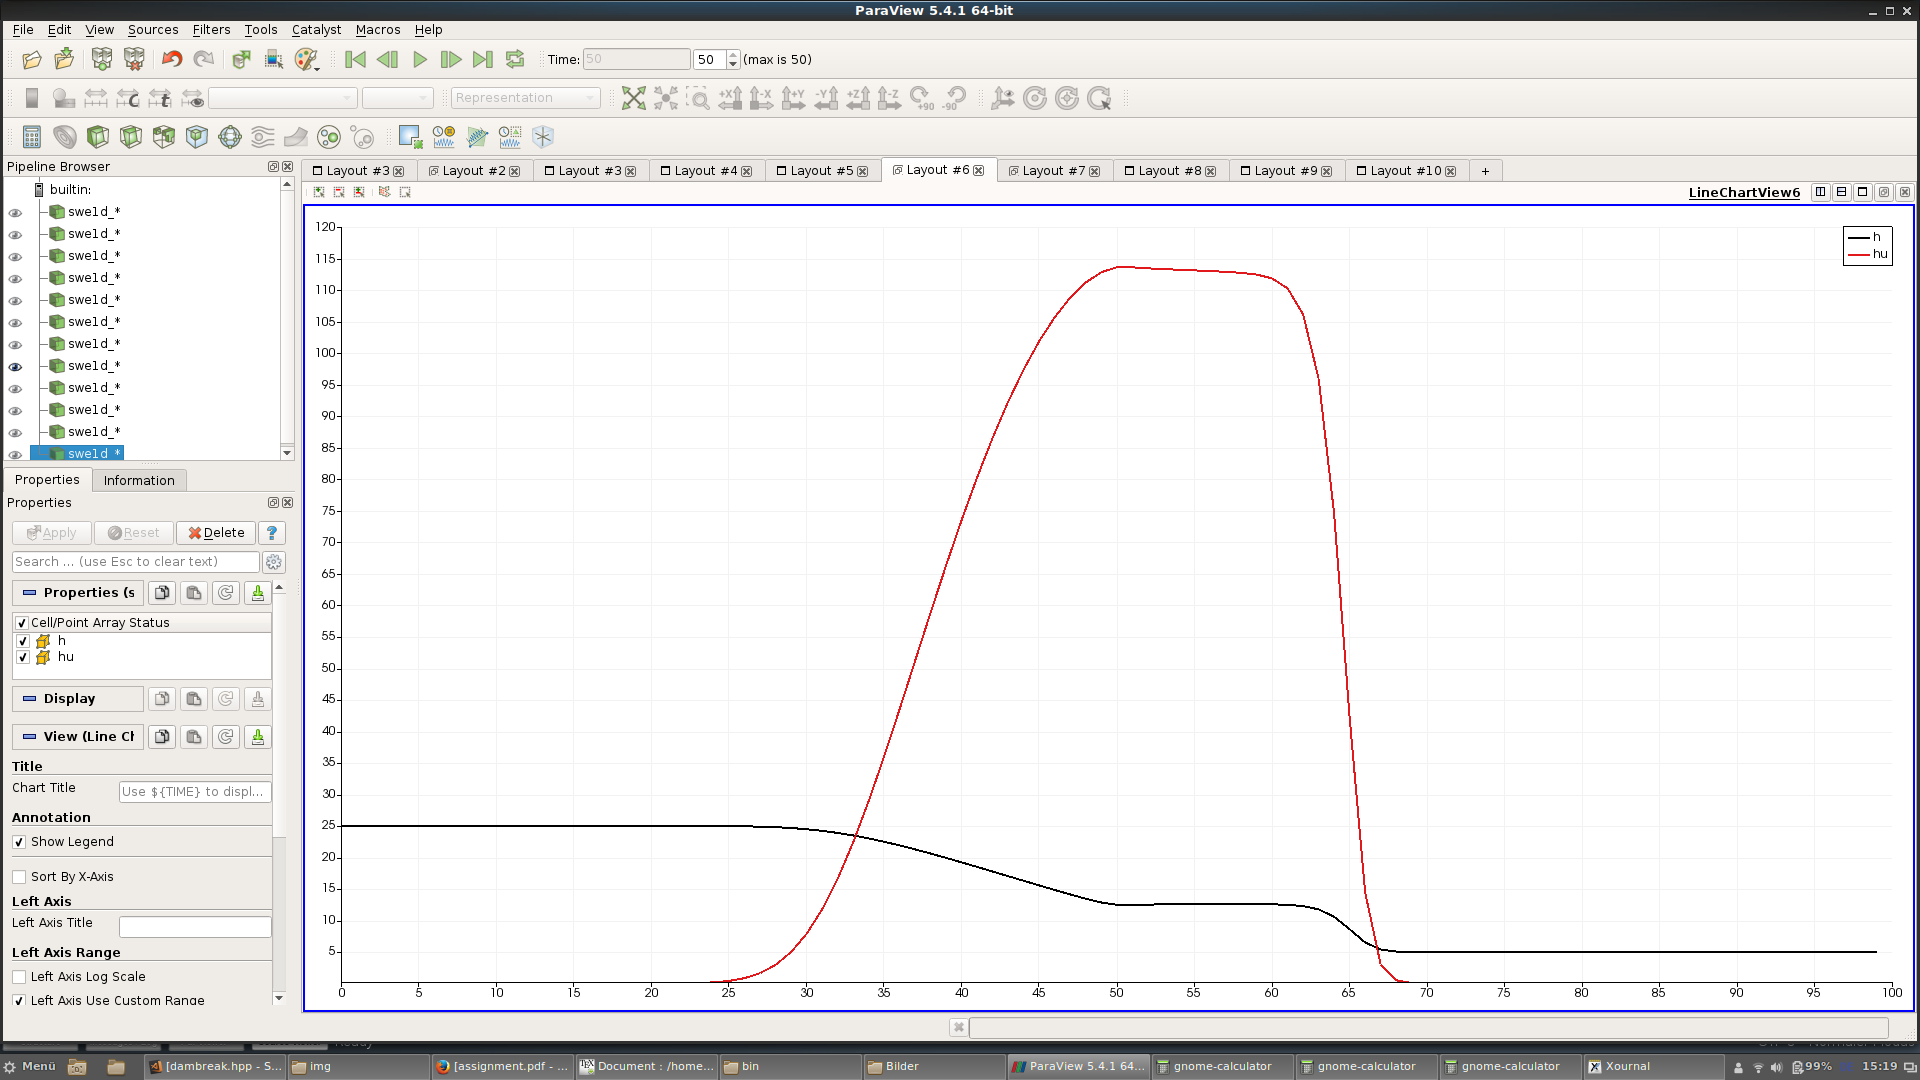 ParaView 5.4.1 64-bit
File Edit View Sources Filters Tools Catalyst Macros Help
Time: 50 50 (max is 50)
Representation
+X -X +Y -Y +Z -Z +90 -90
Pipeline Browser
Layout #3 Layout #2 Layout #3 Layout #4 Layout #5 Layout #6 Layout #7 Layout #8 Layout #9 Layout #10 +
LineChartView6
builtin:
sweld_*
sweld_*
sweld_*
sweld_*
sweld_*
sweld_*
sweld_*
sweld_*
sweld_*
sweld_*
sweld_*
sweld_*
Properties Information
Properties
Apply Reset Delete ?
Search ... (use Esc to clear text)
Properties (s
Cell/Point Array Status
h
hu
Display
View (Line Ch
Title
Chart Title Use ${TIME} to displ...
Annotation
Show Legend
Sort By X-Axis
Left Axis
Left Axis Title
Left Axis Range
Left Axis Log Scale
Left Axis Use Custom Range
h
hu
120
115
110
105
100
95
90
85
80
75
70
65
60
55
50
45
40
35
30
25
20
15
10
5
0 5 10 15 20 25 30 35 40 45 50 55 60 65 70 75 80 85 90 95 100
Menü [dambreak.hpp - S... img [assignment.pdf - ... Document : /home... bin Bilder ParaView 5.4.1 64... gnome-calculator gnome-calculator gnome-calculator Xournal 99% 15:19